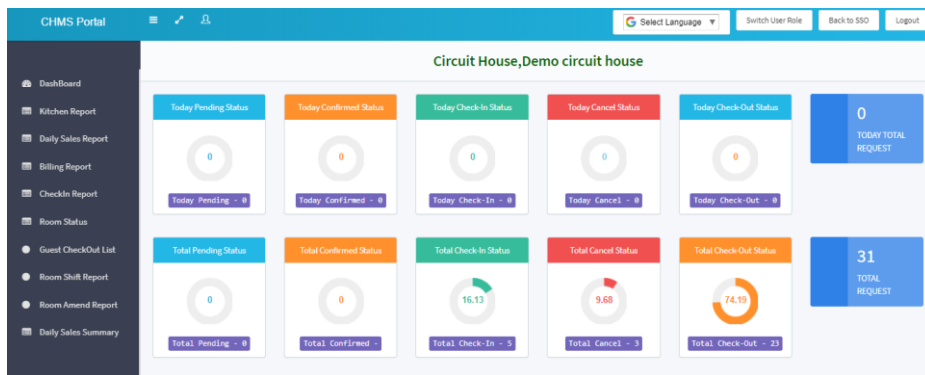 CHMS Portal
Select Language ▼
Switch User Role
Back to SSO
Logout
Circuit House,Demo circuit house
DashBoard
Kitchen Report
Daily Sales Report
Billing Report
CheckIn Report
Room Status
Guest CheckOut List
Room Shift Report
Room Amend Report
Daily Sales Summary
Today Pending Status
0
Today Pending - 0
Today Confirmed Status
0
Today Confirmed - 0
Today Check-In Status
0
Today Check-In - 0
Today Cancel Status
0
Today Cancel - 0
Today Check-Out Status
0
Today Check-Out - 0
0
TODAY TOTAL
REQUEST
Total Pending Status
0
Total Pending - 0
Total Confirmed Status
0
Total Confirmed -
Total Check-In Status
16.13
Total Check-In - 5
Total Cancel Status
9.68
Total Cancel - 3
Total Check-Out Status
74.19
Total Check-Out - 23
31
TOTAL
REQUEST